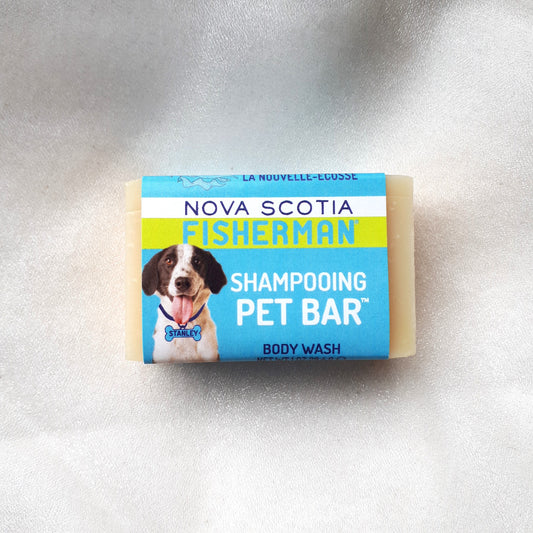 LA NOUVELLE-ÉCOSSE
NOVA SCOTIA
FISHERMAN®
SHAMPOOING
PET BAR™
STANLEY
BODY WASH